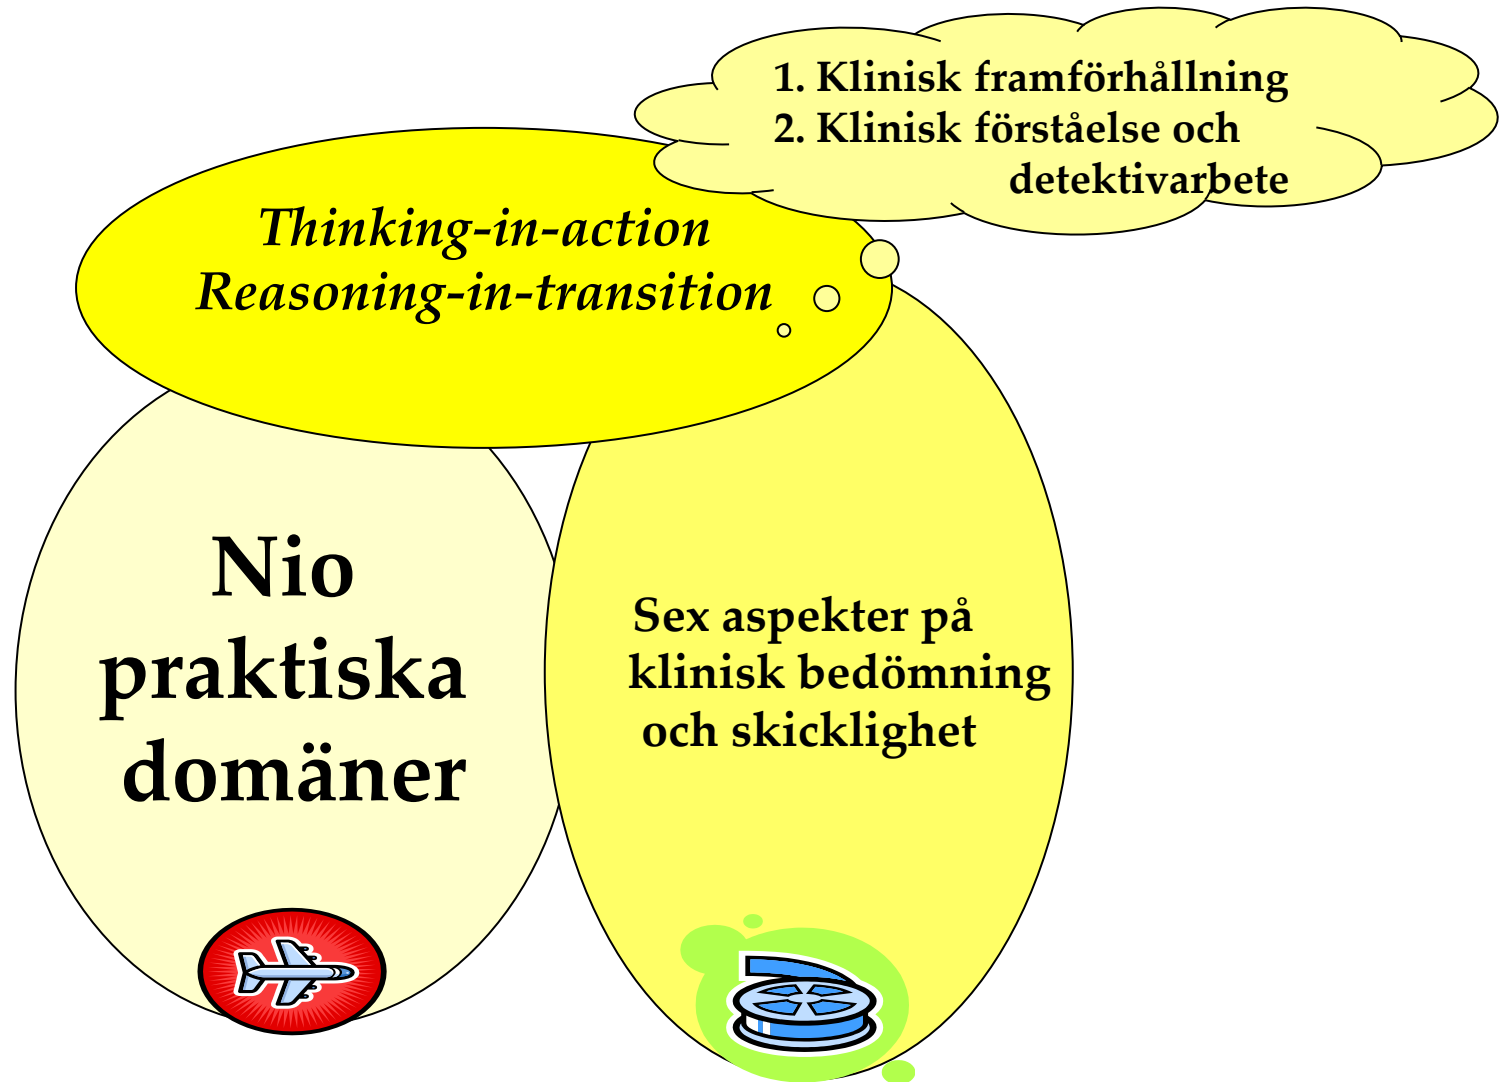 1. Klinisk framförhållning
2. Klinisk förståelse och
detektivarbete
Thinking-in-action
Reasoning-in-transition
Nio
praktiska
domäner
Sex aspekter på
klinisk bedömning
och skicklighet